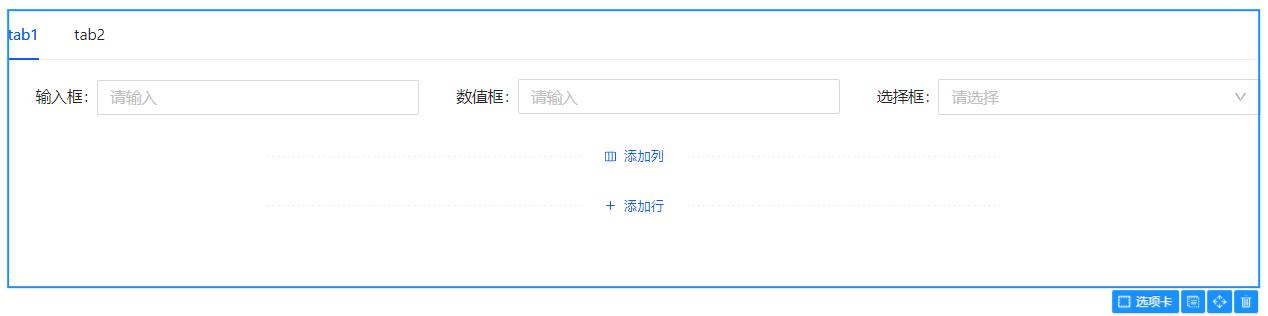 tab1 tab2
输入框： 请输入 数值框： 请输入 选择框： 请选择
添加列
添加行
选项卡